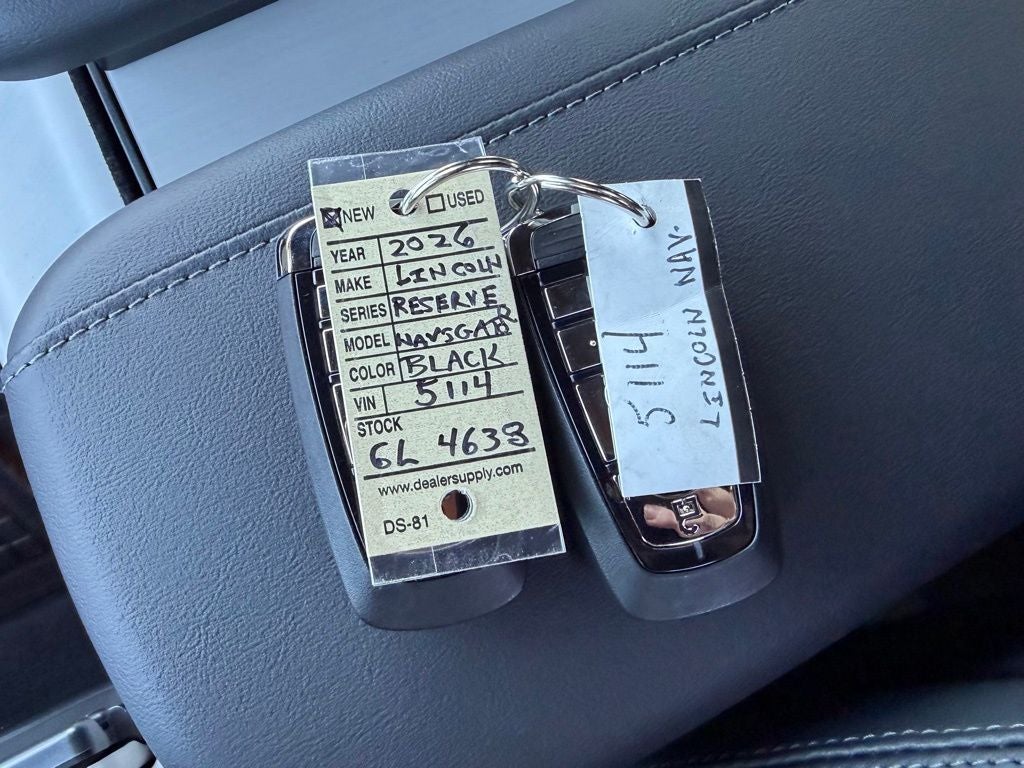 NEW USED
YEAR 2026
MAKE LINCOLN
SERIES RESERVE
MODEL
COLOR BLACK
VIN 5114
STOCK
6L 4638
www.dealersupply.com
DS-81
5114
LINCOLN NAV.